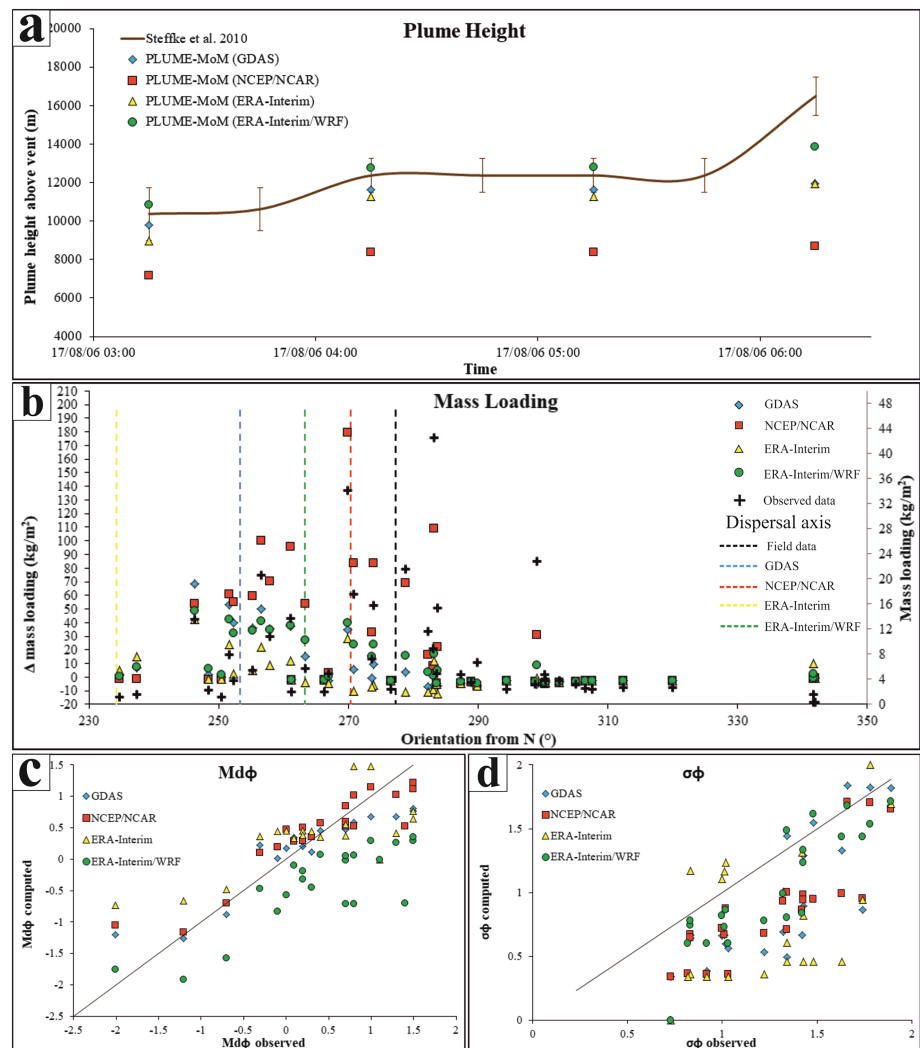 a
Plume Height
Steffke et al. 2010
PLUME-MoM (GDAS)
PLUME-MoM (NCEP/NCAR)
PLUME-MoM (ERA-Interim)
PLUME-MoM (ERA-Interim/WRF)
Plume height above vent (m)
20000
18000
16000
14000
12000
10000
8000
6000
4000
17/08/06 03:00
17/08/06 04:00
17/08/06 05:00
17/08/06 06:00
Time
b
Mass Loading
Δ mass loading (kg/m²)
210
200
190
180
170
160
150
140
130
120
110
100
90
80
70
60
50
40
30
20
10
0
-10
-20
230
250
270
290
310
330
350
Orientation from N (°)
48
44
40
36
32
28
24
20
16
12
8
4
0
Mass loading (kg/m²)
GDAS
NCEP/NCAR
ERA-Interim
ERA-Interim/WRF
Observed data
Dispersal axis
Field data
GDAS
NCEP/NCAR
ERA-Interim
ERA-Interim/WRF
c
Mdϕ
GDAS
NCEP/NCAR
ERA-Interim
ERA-Interim/WRF
Mdϕ computed
1.5
1
0.5
0
-0.5
-1
-1.5
-2
-2.5
-2.5
-2
-1.5
-1
-0.5
0
0.5
1
1.5
2
Mdϕ observed
d
σϕ
GDAS
NCEP/NCAR
ERA-Interim
ERA-Interim/WRF
σϕ computed
2
1.5
1
0.5
0
0
0.5
1
1.5
2
σϕ observed